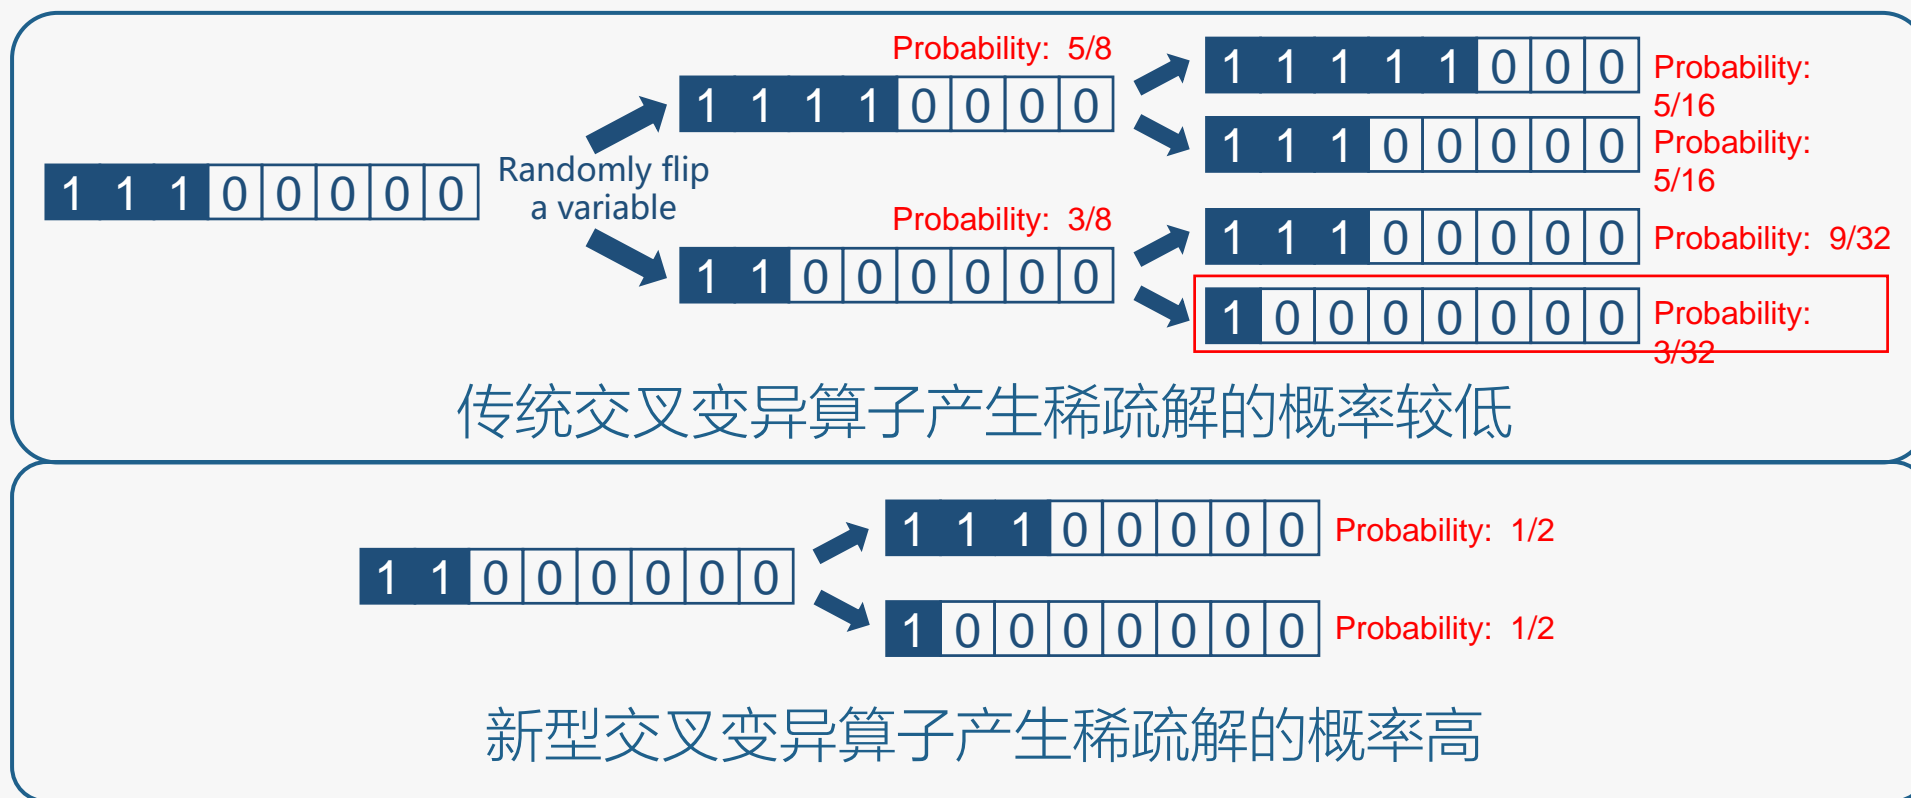 Probability: 5/8
1 1 1 1 1 0 0 0
Probability:
5/16
1 1 1 1 0 0 0 0
1 1 1 0 0 0 0 0
Probability:
5/16
1 1 1 0 0 0 0 0
Randomly flip
a variable
Probability: 3/8
1 1 1 0 0 0 0 0
Probability: 9/32
1 1 0 0 0 0 0 0
1 0 0 0 0 0 0 0
Probability:
3/32
传统交叉变异算子产生稀疏解的概率较低
1 1 1 0 0 0 0 0
Probability: 1/2
1 1 0 0 0 0 0 0
1 0 0 0 0 0 0 0
Probability: 1/2
新型交叉变异算子产生稀疏解的概率高